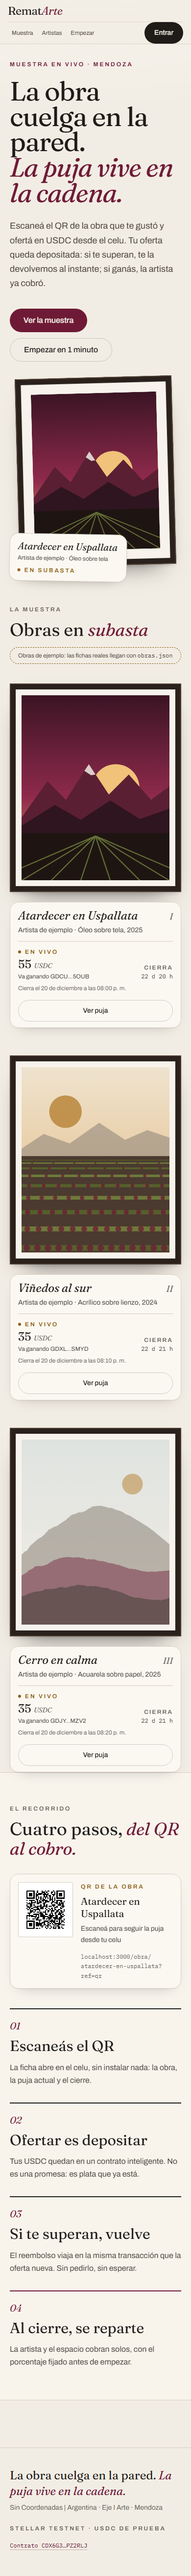 RematArte
Muestra Artistas Empezar Entrar
MUESTRA EN VIVO · MENDOZA
La obra
cuelga en la
pared.
La puja vive en
la cadena.
Escaneá el QR de la obra que te gustó y
ofertá en USDC desde el celu. Tu oferta
queda depositada: si te superan, te la
devolvemos al instante; si ganás, la artista
ya cobró.
Ver la muestra
Empezar en 1 minuto
Atardecer en Uspallata
Artista de ejemplo · Óleo sobre tela
EN SUBASTA
LA MUESTRA
Obras en subasta
Obras de ejemplo: las fichas reales llegan con obras.json
Atardecer en Uspallata I
Artista de ejemplo · Óleo sobre tela, 2025
EN VIVO
55 USDC CIERRA
Va ganando GDCU...5OUB 22 d 20 h
Cierra el 20 de diciembre a las 08:00 p. m.
Ver puja
Viñedos al sur II
Artista de ejemplo · Acrílico sobre lienzo, 2024
EN VIVO
35 USDC CIERRA
Va ganando GDXL...SMYD 22 d 21 h
Cierra el 20 de diciembre a las 08:10 p. m.
Ver puja
Cerro en calma III
Artista de ejemplo · Acuarela sobre papel, 2025
EN VIVO
35 USDC CIERRA
Va ganando GDJY...MZV2 22 d 21 h
Cierra el 20 de diciembre a las 08:20 p. m.
Ver puja
EL RECORRIDO
Cuatro pasos, del QR
al cobro.
QR DE LA OBRA
Atardecer en
Uspallata
Escaneá para seguir la puja
desde tu celu
localhost:3000/obra/
atardecer-en-uspallata?
ref=qr
01
Escaneás el QR
La ficha abre en el celu, sin instalar nada: la obra,
la puja actual y el cierre.
02
Ofertar es depositar
Tus USDC quedan en un contrato inteligente. No
es una promesa: es plata que ya está.
03
Si te superan, vuelve
El reembolso viaja en la misma transacción que la
oferta nueva. Sin pedirlo, sin esperar.
04
Al cierre, se reparte
La artista y el espacio cobran solos, con el
porcentaje fijado antes de empezar.
La obra cuelga en la pared. La
puja vive en la cadena.
Sin Coordenadas | Argentina · Eje I Arte · Mendoza
STELLAR TESTNET · USDC DE PRUEBA
Contrato CDX6G3…PZ2RLJ